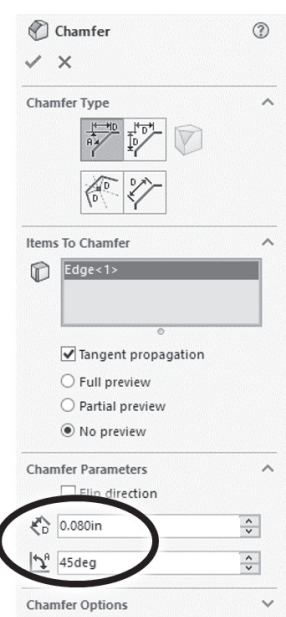 Chamfer
Chamfer Type
D
A
D
D
D
D
Items To Chamfer
Edge<1>
Tangent propagation
Full preview
Partial preview
No preview
Chamfer Parameters
Flip direction
D
0.080in
A
45deg
Chamfer Options